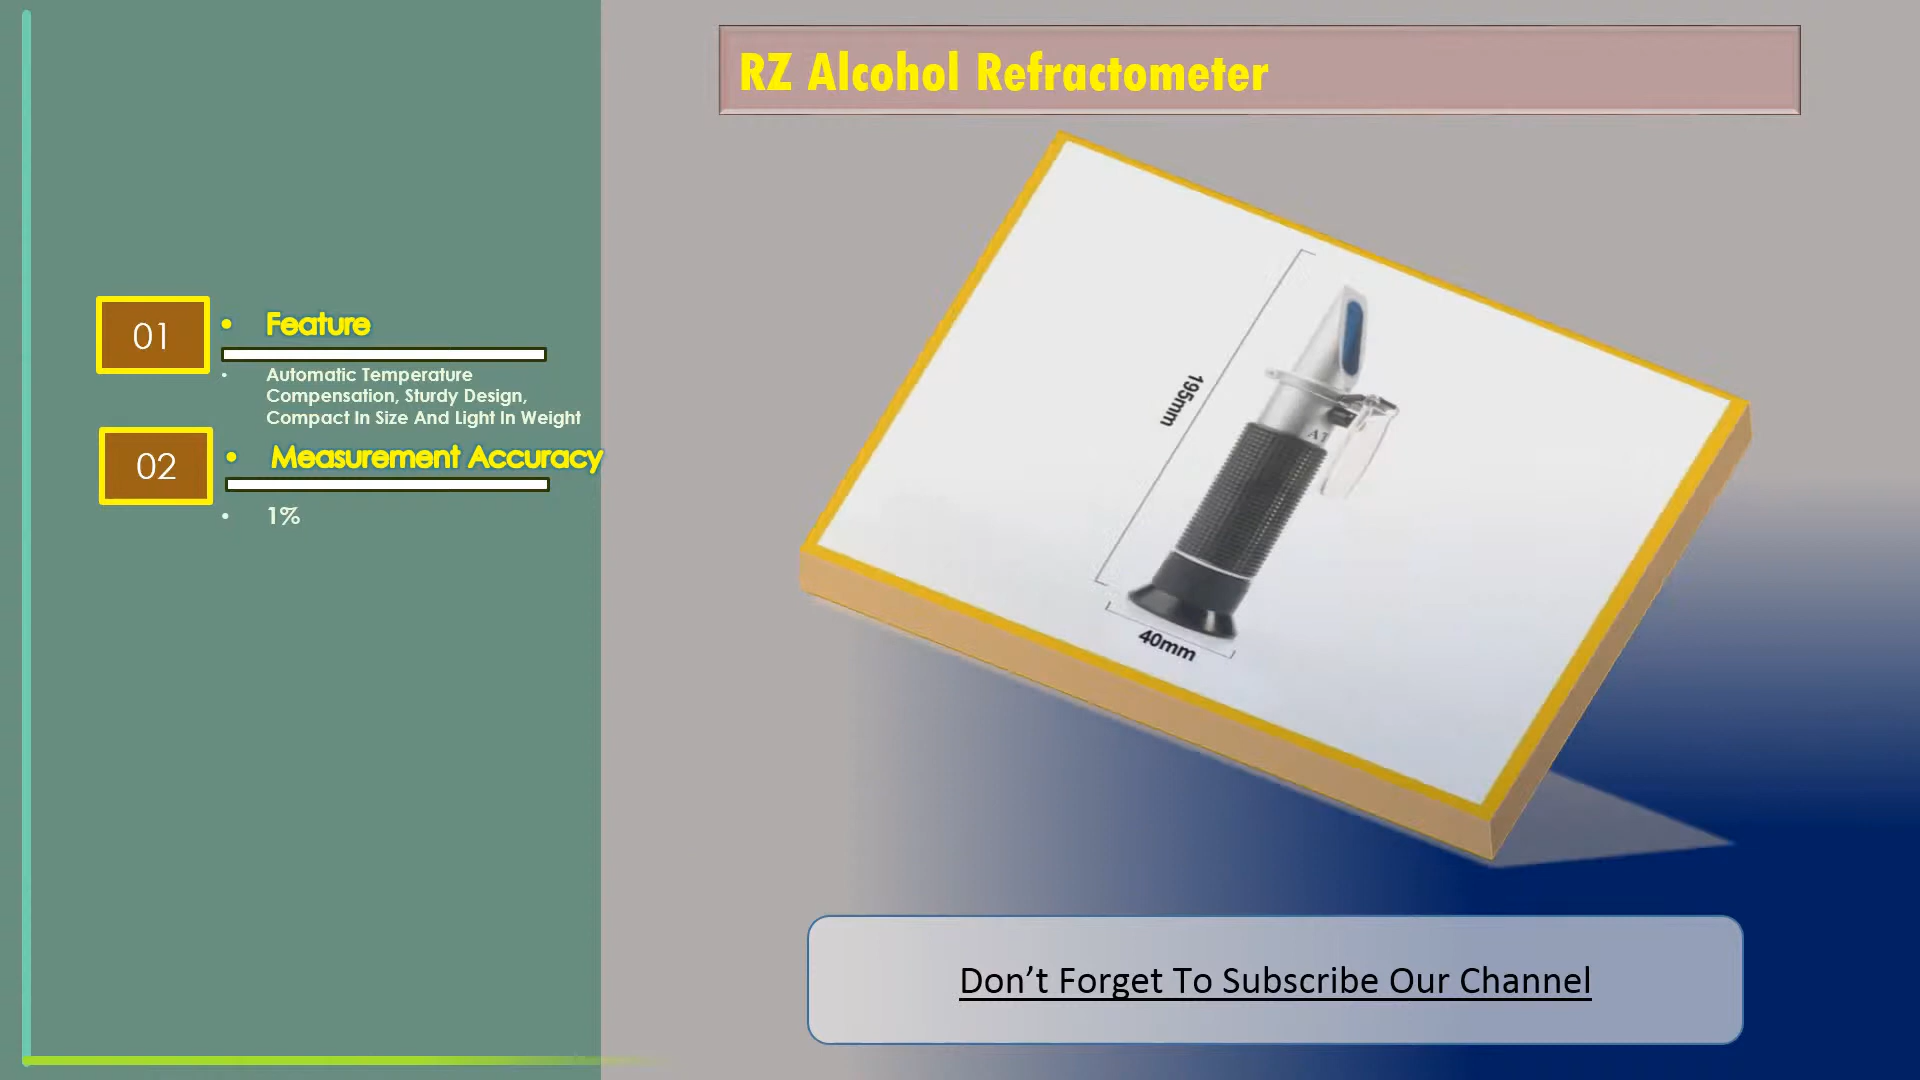 RZ Alcohol Refractometer
01
• Feature
• Automatic Temperature
Compensation, Sturdy Design,
Compact In Size And Light In Weight
02
• Measurement Accuracy
• 1%
195mm
AT
40mm
Don’t Forget To Subscribe Our Channel